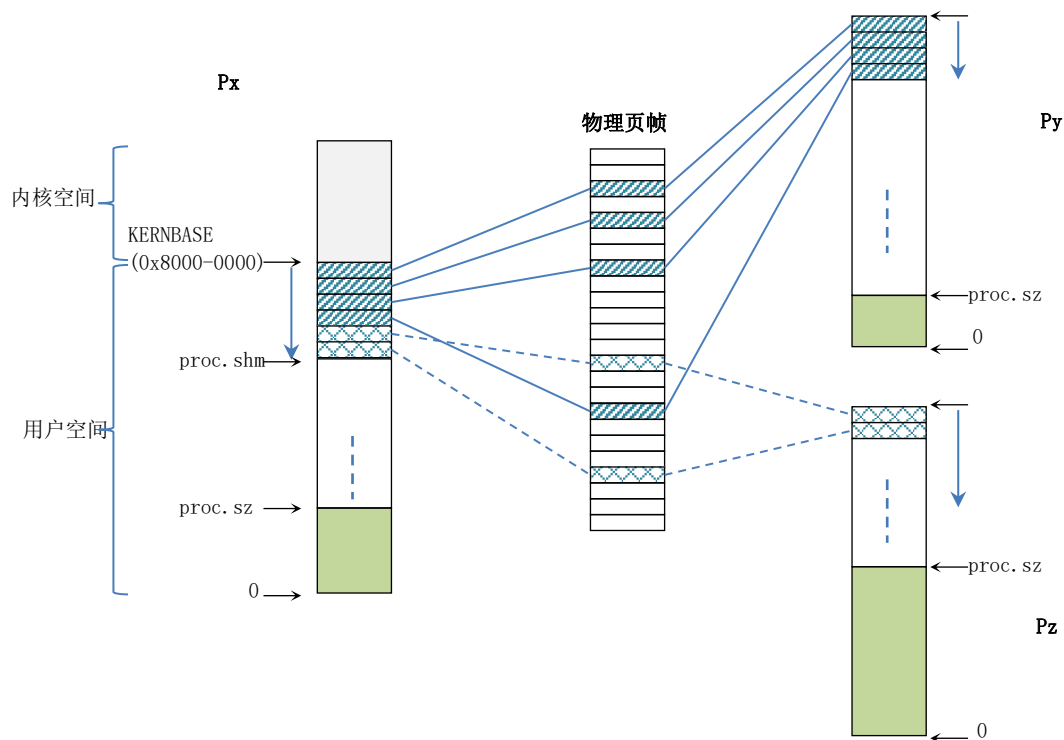 Px
物理页帧
Py
内核空间
KERNBASE
(0x8000-0000)
proc.shm
用户空间
proc.sz
0
proc.sz
0
proc.sz
Pz
0